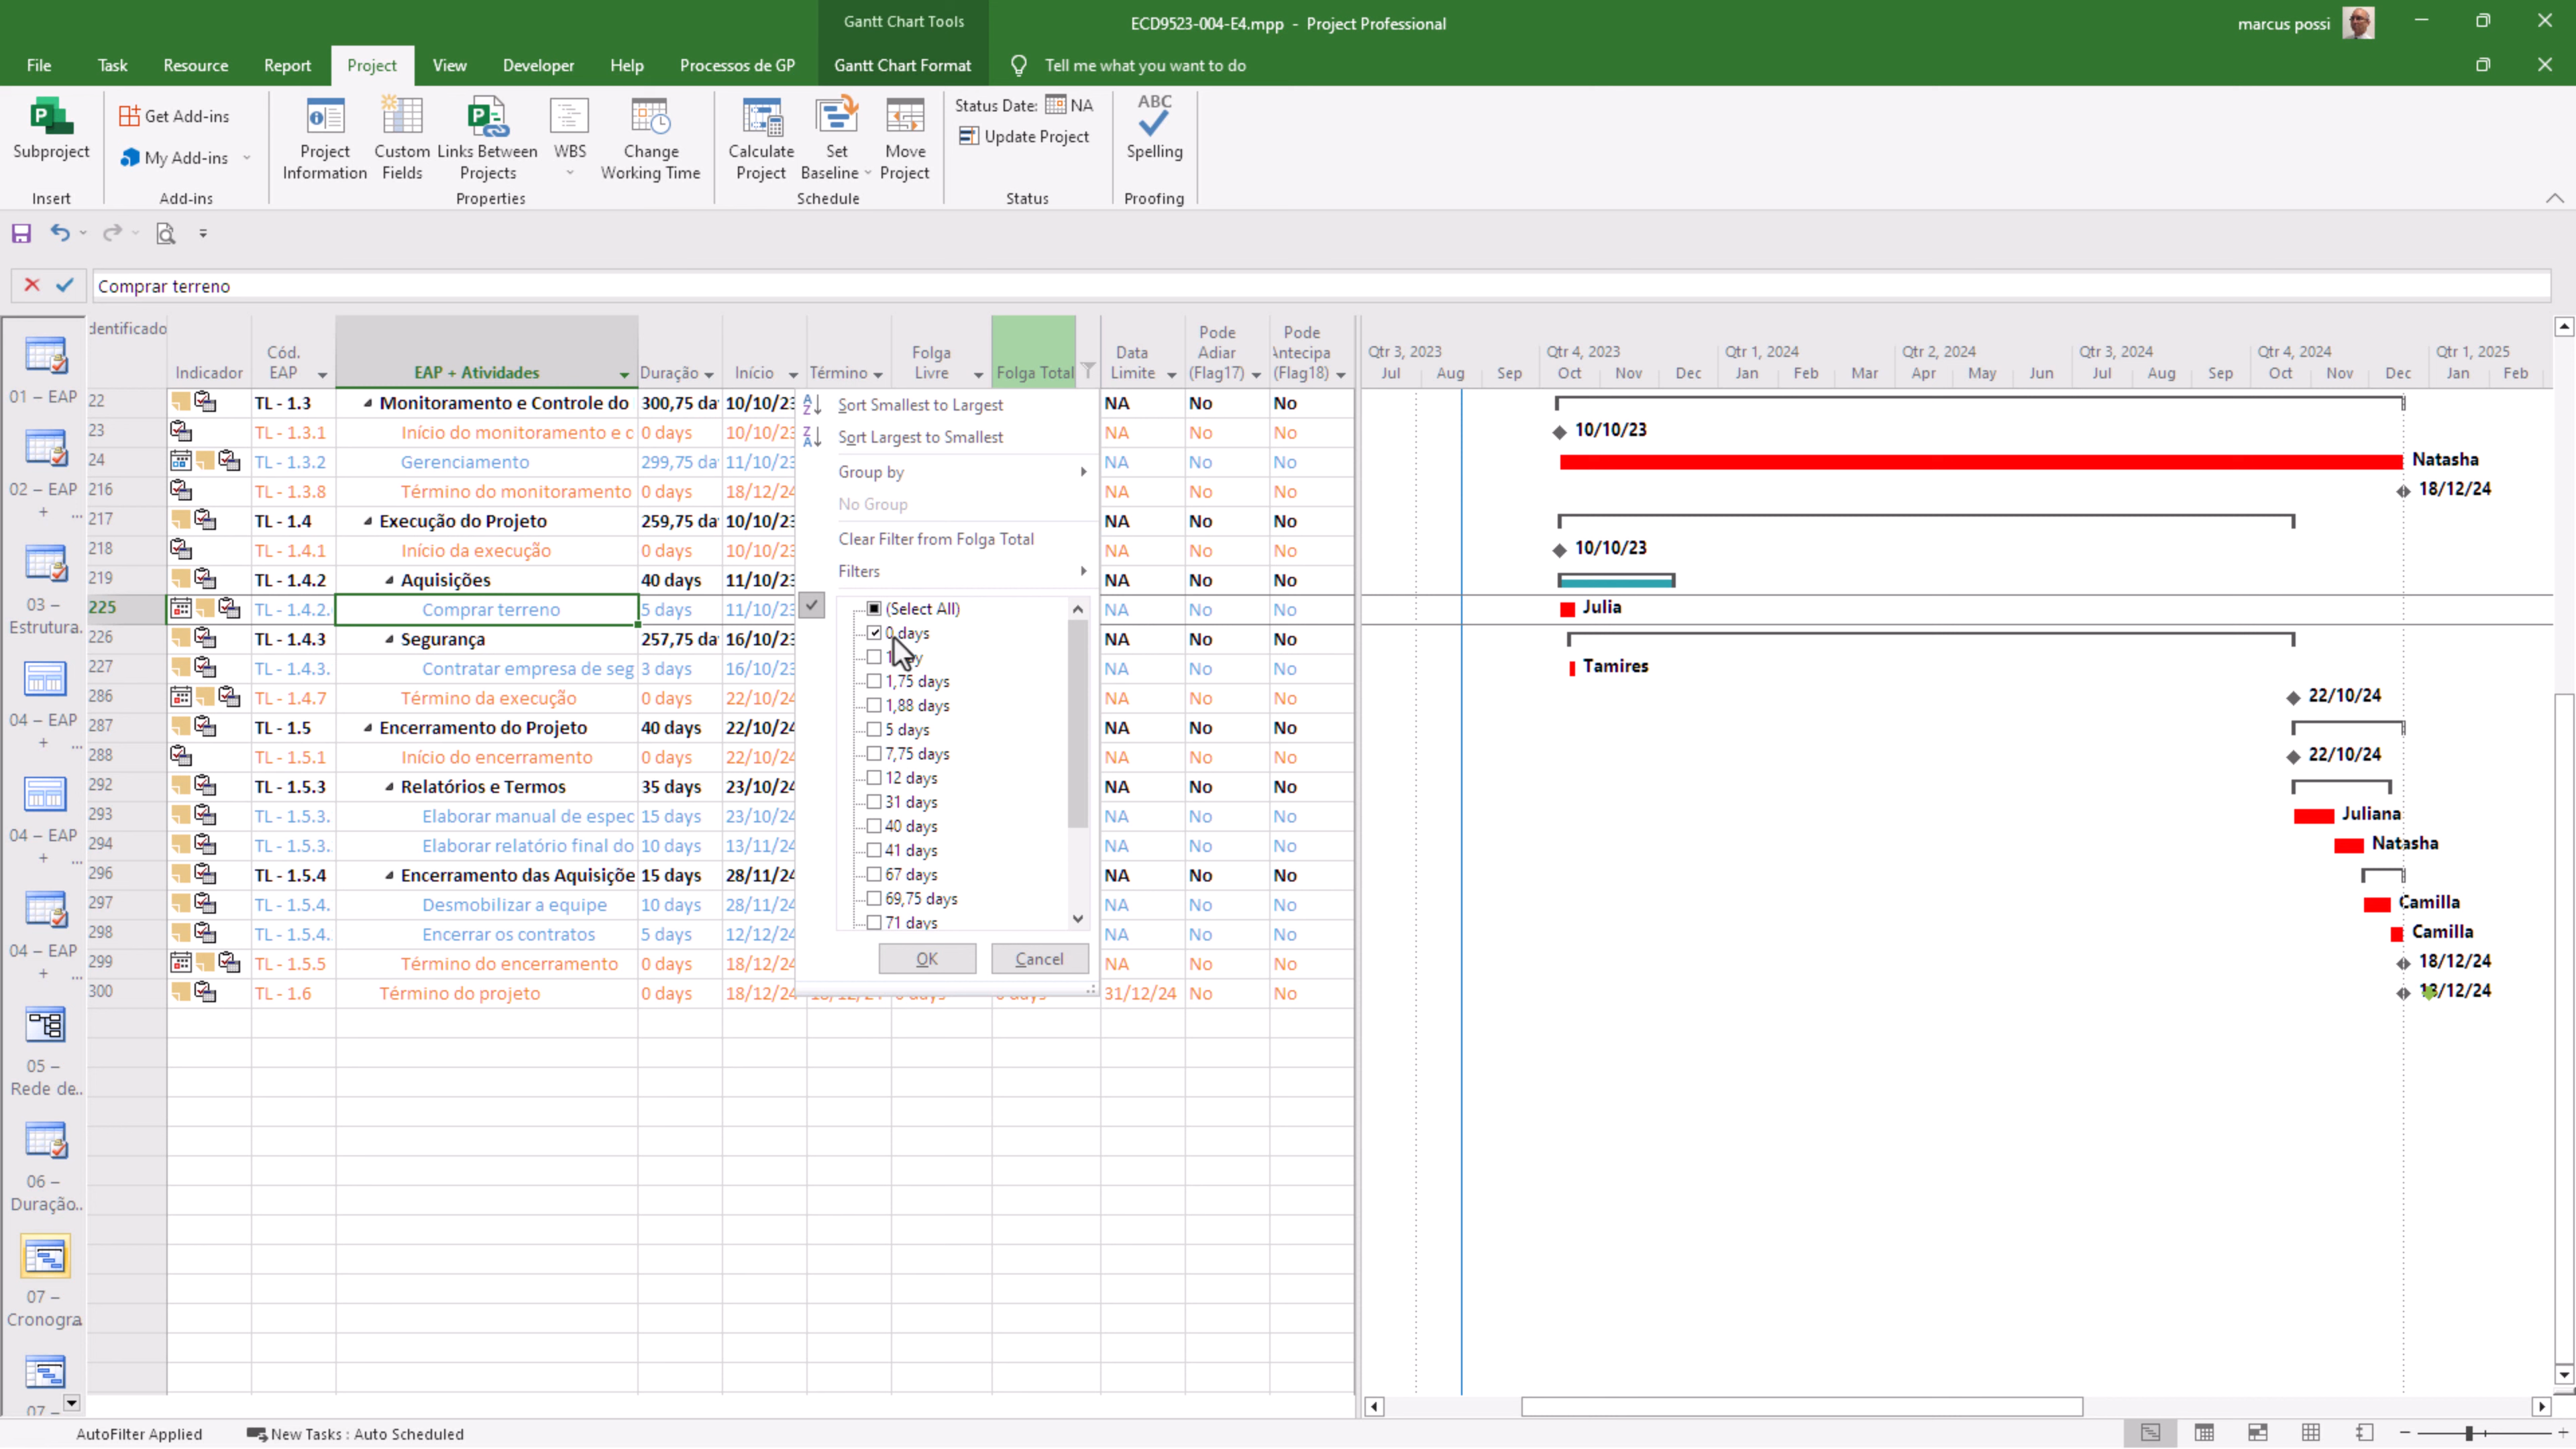 Gantt Chart Tools
ECD9523-004-E4.mpp - Project Professional
marcus possi
File Task Resource Report Project View Developer Help Processos de GP Gantt Chart Format Tell me what you want to do
Subproject
Get Add-ins
My Add-ins
Project Information
Custom Fields
Links Between Projects
WBS
Change Working Time
Calculate Project
Set Baseline
Move Project
Status Date: NA
Update Project
ABC
Spelling
Insert Add-ins Properties Schedule Status Proofing
Comprar terreno
01 – EAP
02 – EAP + ...
03 – Estrutura.
04 – EAP + ...
04 – EAP + ...
04 – EAP + ...
05 – Rede de..
06 – Duração..
07 – Cronogra
07 –
dentificado Indicador Cód. EAP EAP + Atividades Duração Início Término Folga Livre Folga Total Data Limite Pode Adiar (Flag17) Pode Antecipa (Flag18)
Qtr 3, 2023 Qtr 4, 2023 Qtr 1, 2024 Qtr 2, 2024 Qtr 3, 2024 Qtr 4, 2024 Qtr 1, 2025
Jul Aug Sep Oct Nov Dec Jan Feb Mar Apr May Jun Jul Aug Sep Oct Nov Dec Jan Feb
22 TL - 1.3 Monitoramento e Controle do 300,75 da 10/10/23 NA No No
23 TL - 1.3.1 Início do monitoramento e c 0 days 10/10/23 NA No No 10/10/23
24 TL - 1.3.2 Gerenciamento 299,75 da 11/10/23 NA No No Natasha
216 TL - 1.3.8 Término do monitoramento 0 days 18/12/24 NA No No 18/12/24
217 TL - 1.4 Execução do Projeto 259,75 da 10/10/23 NA No No
218 TL - 1.4.1 Início da execução 0 days 10/10/23 NA No No 10/10/23
219 TL - 1.4.2 Aquisições 40 days 11/10/23 NA No No
225 TL - 1.4.2. Comprar terreno 5 days 11/10/23 NA No No Julia
226 TL - 1.4.3 Segurança 257,75 da 16/10/23 NA No No
227 TL - 1.4.3. Contratar empresa de seg 3 days 16/10/23 NA No No Tamires
286 TL - 1.4.7 Término da execução 0 days 22/10/24 NA No No 22/10/24
287 TL - 1.5 Encerramento do Projeto 40 days 22/10/24 NA No No
288 TL - 1.5.1 Início do encerramento 0 days 22/10/24 NA No No 22/10/24
292 TL - 1.5.3 Relatórios e Termos 35 days 23/10/24 NA No No
293 TL - 1.5.3. Elaborar manual de espec 15 days 23/10/24 NA No No Juliana
294 TL - 1.5.3. Elaborar relatório final do 10 days 13/11/24 NA No No Natasha
296 TL - 1.5.4 Encerramento das Aquisiçõe 15 days 28/11/24 NA No No
297 TL - 1.5.4. Desmobilizar a equipe 10 days 28/11/24 NA No No Camilla
298 TL - 1.5.4. Encerrar os contratos 5 days 12/12/24 NA No No Camilla
299 TL - 1.5.5 Término do encerramento 0 days 18/12/24 NA No No 18/12/24
300 TL - 1.6 Término do projeto 0 days 18/12/24 31/12/24 No No
Sort Smallest to Largest
Sort Largest to Smallest
Group by
No Group
Clear Filter from Folga Total
Filters
(Select All)
0 days
1,75 days
1,88 days
5 days
7,75 days
12 days
31 days
40 days
41 days
67 days
69,75 days
71 days
OK Cancel
AutoFilter Applied New Tasks : Auto Scheduled